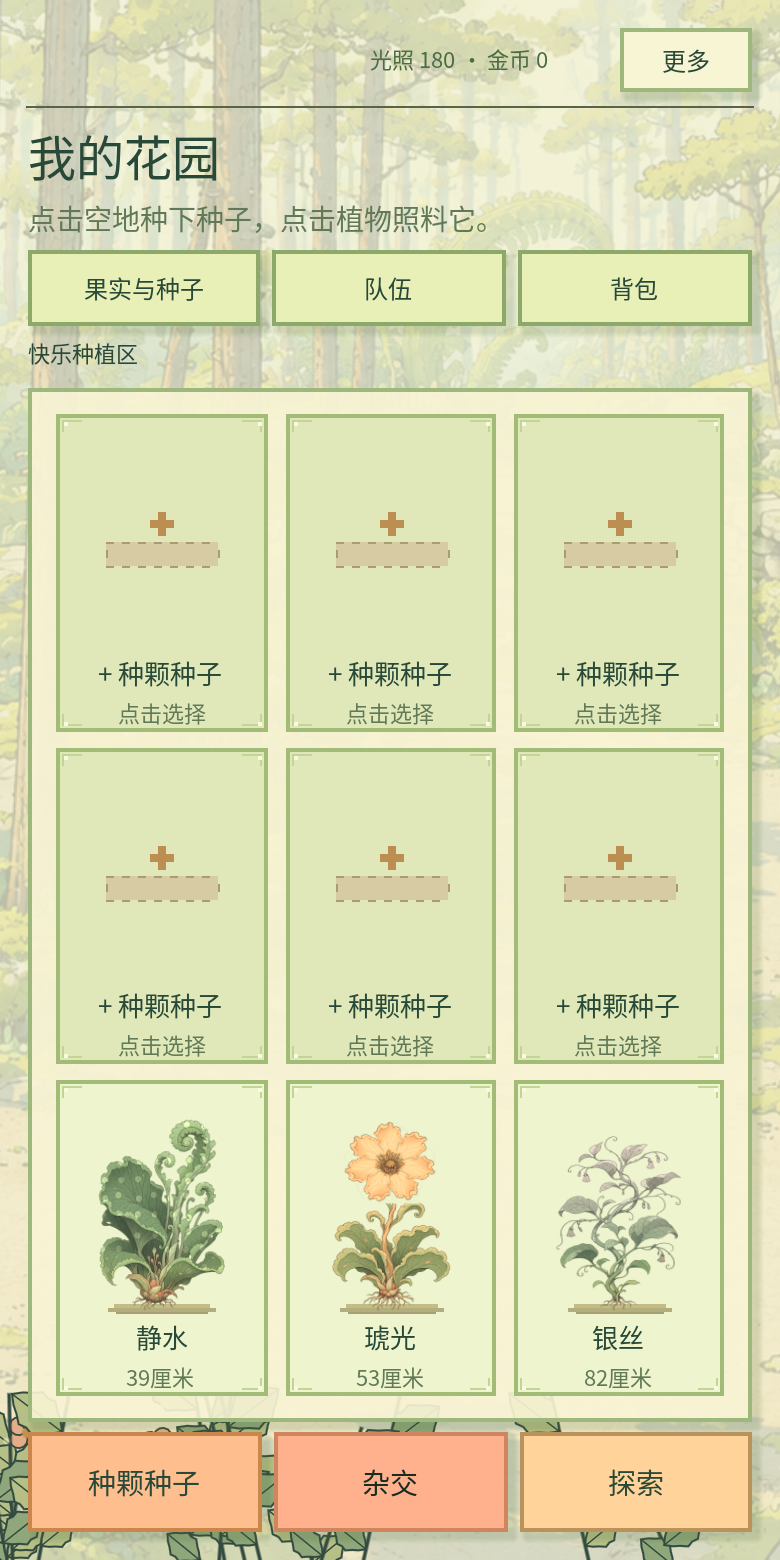 光照 180 · 金币 0
更多
我的花园
点击空地种下种子，点击植物照料它。
果实与种子
队伍
背包
快乐种植区
+ 种颗种子
+ 种颗种子
+ 种颗种子
点击选择
点击选择
点击选择
+ 种颗种子
+ 种颗种子
+ 种颗种子
点击选择
点击选择
点击选择
静水
琥光
银丝
39厘米
53厘米
82厘米
种颗种子
杂交
探索